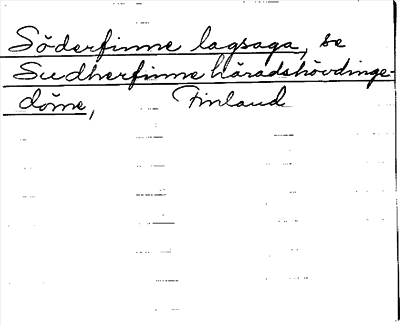 Söderfinne lagsaga, se
Sudherfinne häradshövdinge-
döme, Finland